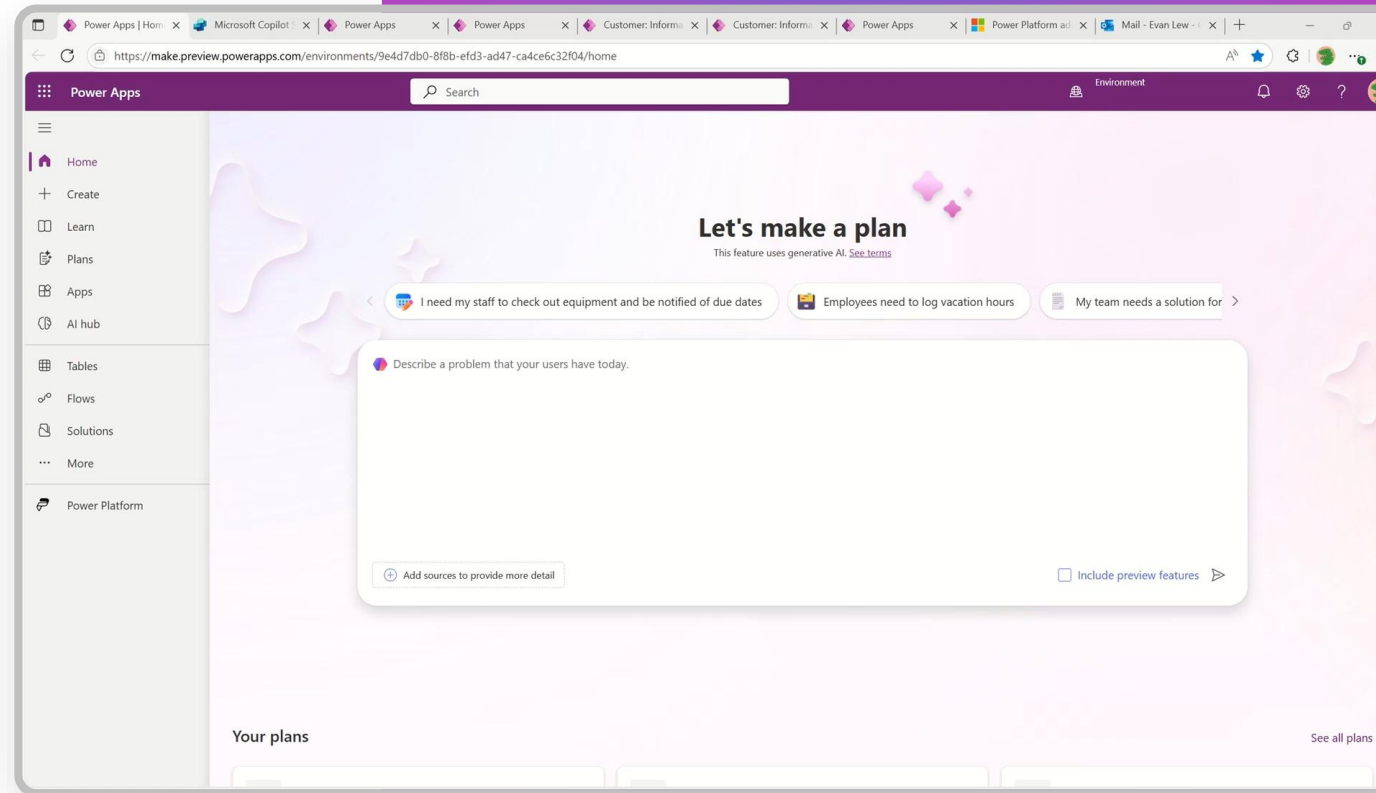 Power Apps | Hom
Microsoft Copilot S
Power Apps
Power Apps
Customer: Informa
Customer: Informa
Power Apps
Power Platform ad
Mail - Evan Lew -
https://make.preview.powerapps.com/environments/9e4d7db0-8f8b-efd3-ad47-ca4ce6c32f04/home
Power Apps
Search
Environment
Home
Create
Learn
Plans
Apps
AI hub
Tables
Flows
Solutions
More
Power Platform
Let's make a plan
This feature uses generative AI. See terms
I need my staff to check out equipment and be notified of due dates
Employees need to log vacation hours
My team needs a solution for
Describe a problem that your users have today.
Add sources to provide more detail
Include preview features
Your plans
See all plans